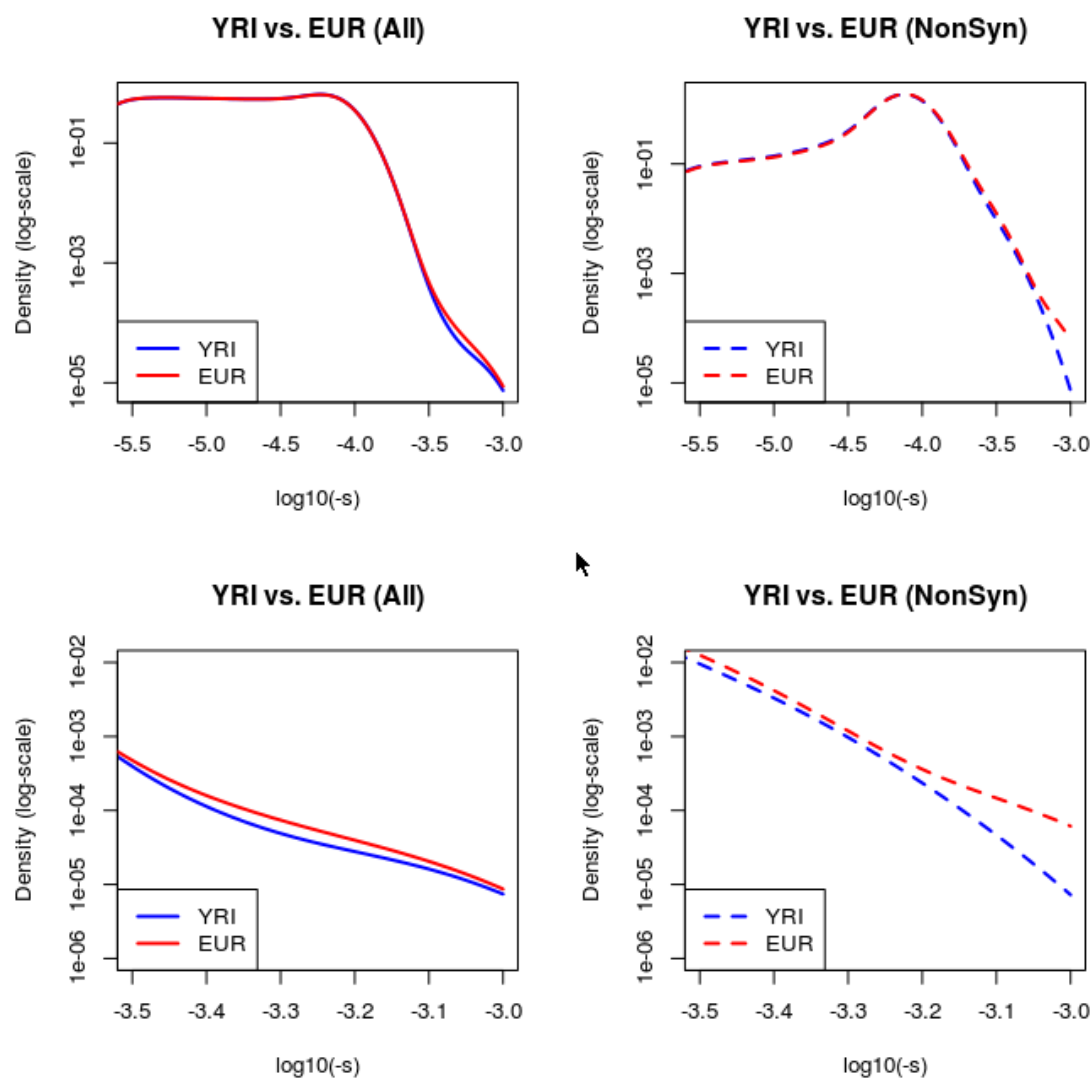 YRI vs. EUR (All)
Density (log-scale)
1e-01
1e-03
1e-05
YRI
EUR
-5.5 -5.0 -4.5 -4.0 -3.5 -3.0
log10(-s)
YRI vs. EUR (NonSyn)
Density (log-scale)
1e-01
1e-03
1e-05
YRI
EUR
-5.5 -5.0 -4.5 -4.0 -3.5 -3.0
log10(-s)
YRI vs. EUR (All)
Density (log-scale)
1e-02
1e-03
1e-04
1e-05
1e-06
YRI
EUR
-3.5 -3.4 -3.3 -3.2 -3.1 -3.0
log10(-s)
YRI vs. EUR (NonSyn)
Density (log-scale)
1e-02
1e-03
1e-04
1e-05
1e-06
YRI
EUR
-3.5 -3.4 -3.3 -3.2 -3.1 -3.0
log10(-s)